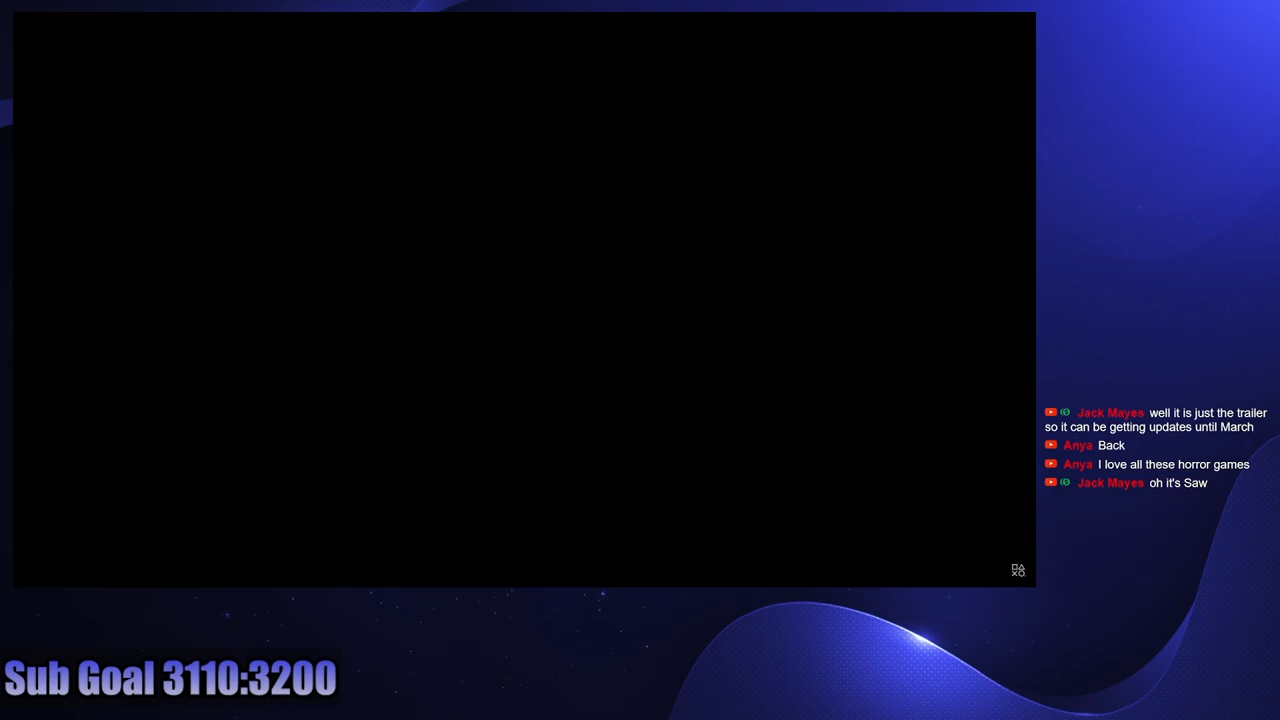 Jack Mayes well it is just the trailer
so it can be getting updates until March
Anya Back
Anya I love all these horror games
Jack Mayes oh it's Saw
Sub Goal 3110:3200